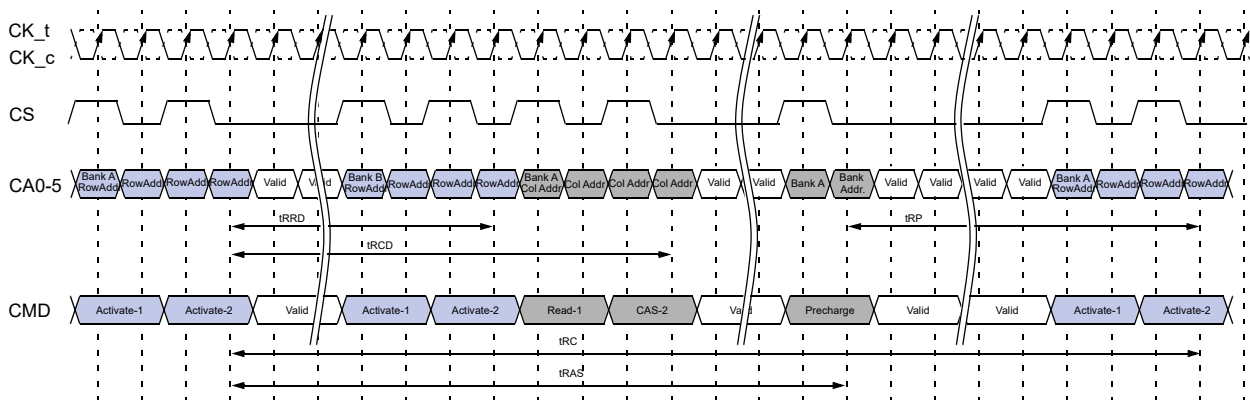 CK_t
CK_c
CS
CA0-5
Bank A
RowAddr
RowAddr
RowAddr
RowAddr
Valid
Valid
Bank B
RowAddr
RowAddr
RowAddr
RowAddr
Bank A
Col Addr
Col Addr
Col Addr
Col Addr
Valid
Valid
Bank A
Bank
Addr.
Valid
Valid
Valid
Valid
Bank A
RowAddr
RowAddr
RowAddr
RowAddr
tRRD
tRP
tRCD
CMD
Activate-1
Activate-2
Valid
Activate-1
Activate-2
Read-1
CAS-2
Valid
Precharge
Valid
Valid
Activate-1
Activate-2
tRC
tRAS